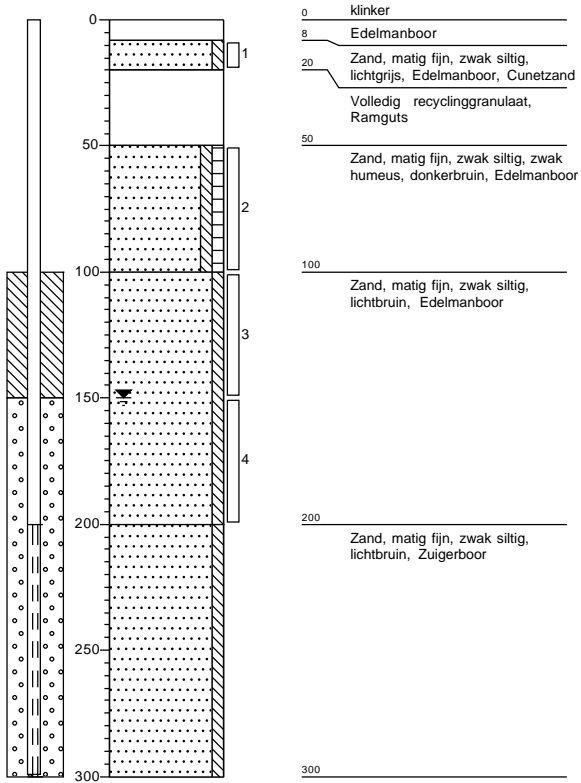 0
50
100
150
200
250
300
1
2
3
4
0
klinker
8
Edelmanboor
20
Zand, matig fijn, zwak siltig,
lichtgrijs, Edelmanboor, Cunetzand
Volledig recyclinggranulaat,
Ramguts
50
Zand, matig fijn, zwak siltig, zwak
humeus, donkerbruin, Edelmanboor
100
Zand, matig fijn, zwak siltig,
lichtbruin, Edelmanboor
200
Zand, matig fijn, zwak siltig,
lichtbruin, Zuigerboor
300